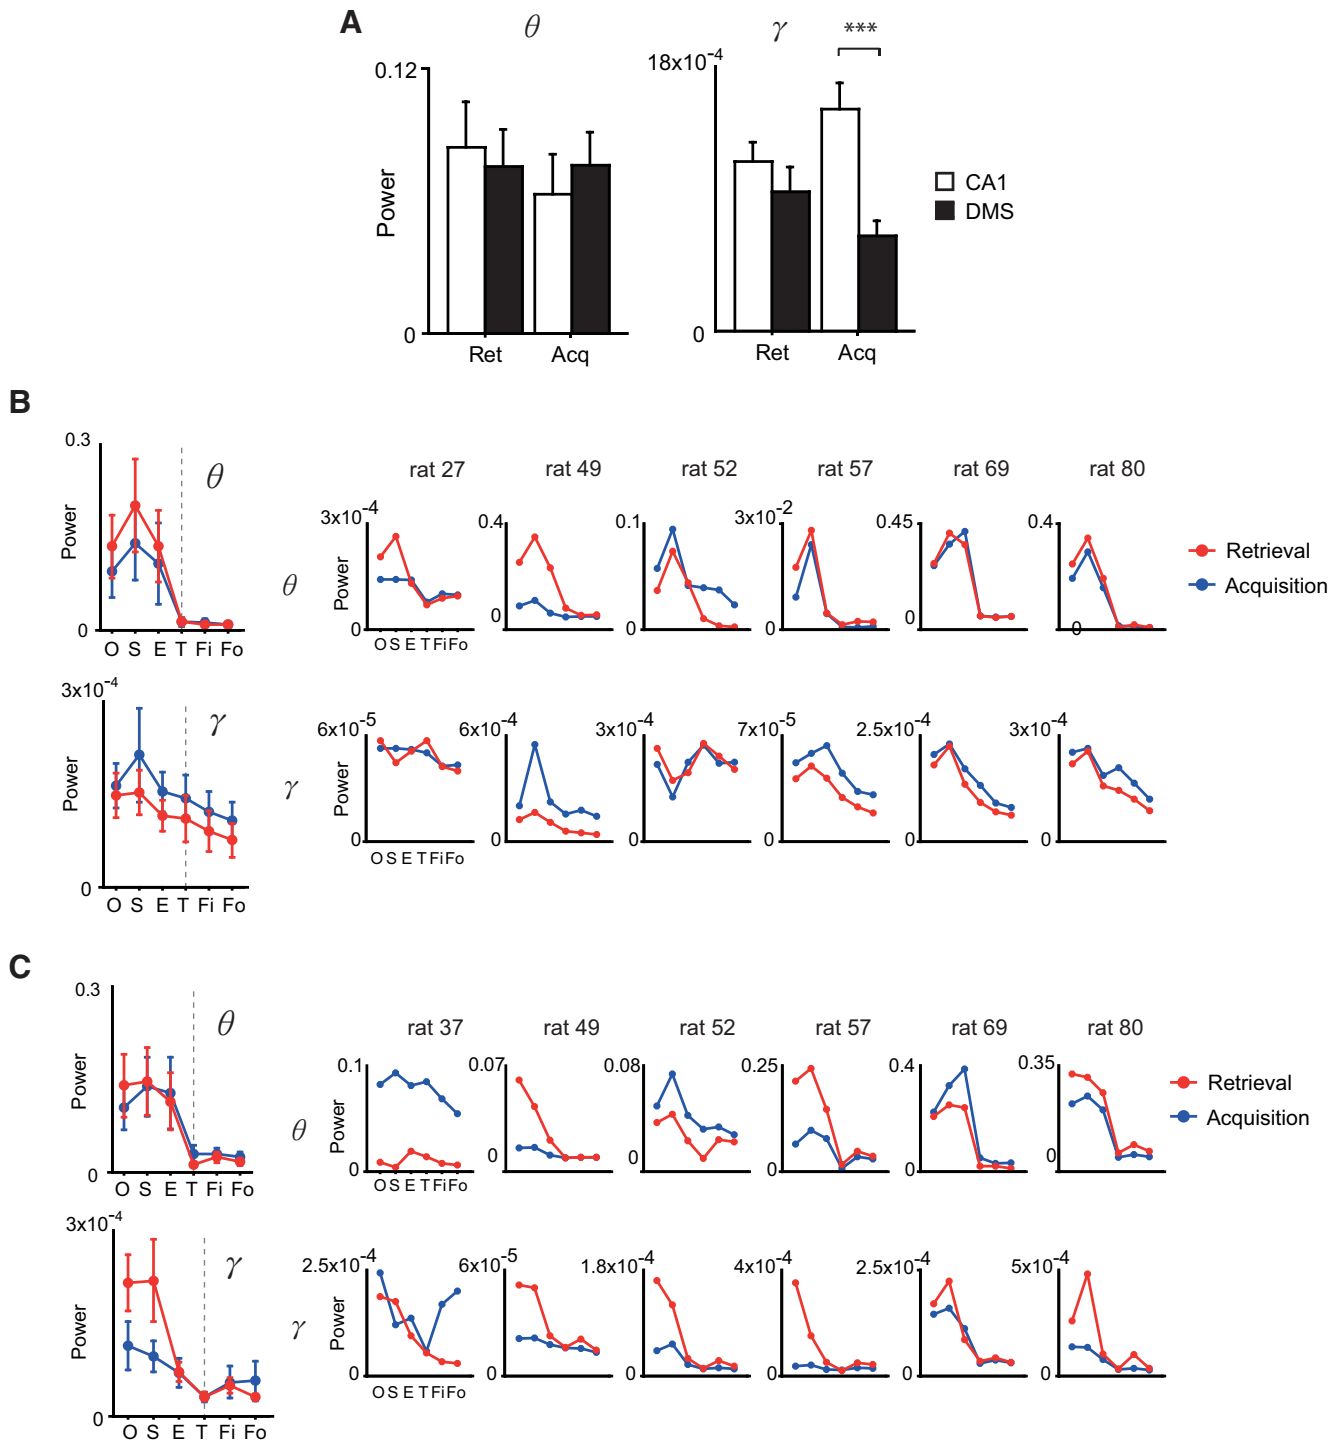 A
θ
γ
***
0.12
18x10-4
Power
0
0
Ret
Acq
Ret
Acq
CA1
DMS
B
0.3
θ
Power
0
O S E T Fi Fo
rat 27
rat 49
rat 52
rat 57
rat 69
rat 80
θ
Power
3x10-4
0
O S E T Fi Fo
0.4
0
0.1
0
3x10-2
0
0.45
0
0.4
0
Retrieval
Acquisition
3x10-4
γ
Power
0
O S E T Fi Fo
γ
Power
6x10-5
0
O S E T Fi Fo
6x10-4
0
3x10-4
0
7x10-5
0
2.5x10-4
0
3x10-4
0
C
0.3
θ
Power
0
O S E T Fi Fo
rat 37
rat 49
rat 52
rat 57
rat 69
rat 80
θ
Power
0.1
0
O S E T Fi Fo
0.07
0
0.08
0
0.25
0
0.4
0
0.35
0
Retrieval
Acquisition
3x10-4
γ
Power
0
O S E T Fi Fo
γ
Power
2.5x10-4
0
O S E T Fi Fo
6x10-5
0
1.8x10-4
0
4x10-4
0
2.5x10-4
0
5x10-4
0